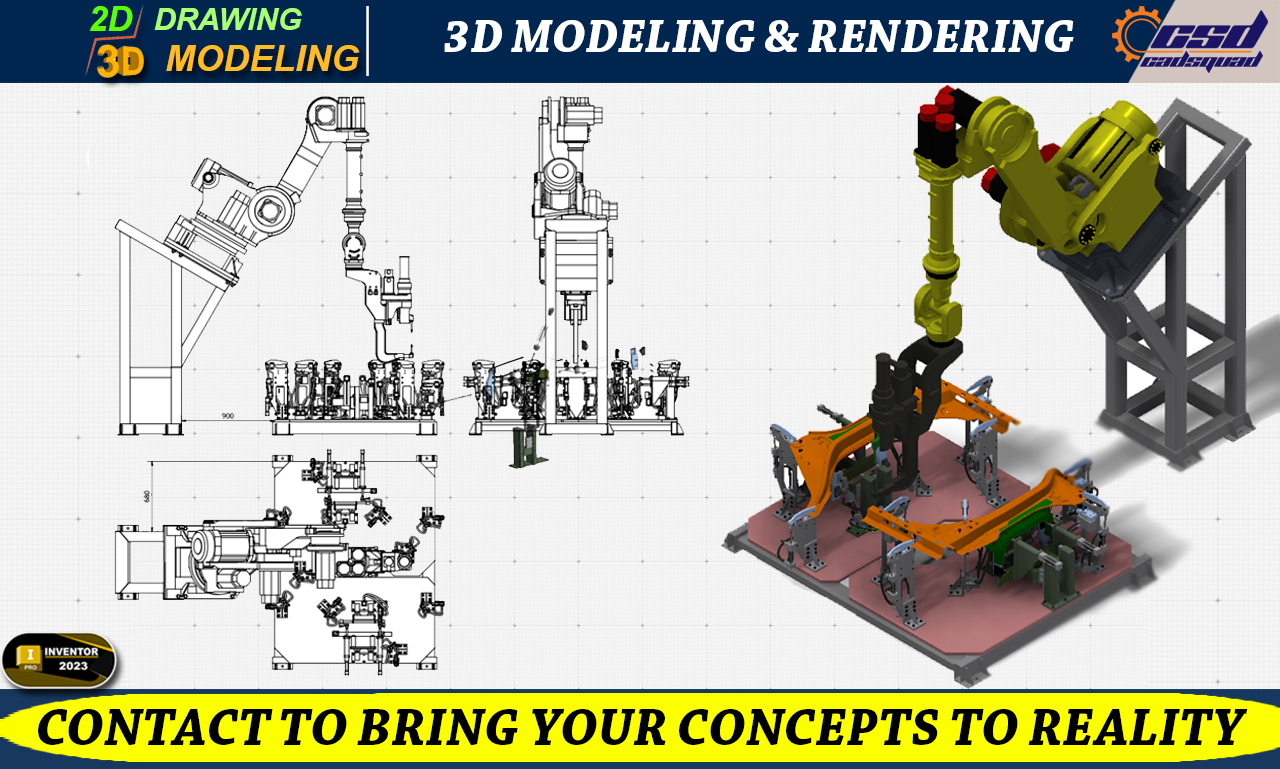 2D DRAWING
3D MODELING
3D MODELING & RENDERING
csd
cadsquad
900
680
I
PRO
INVENTOR
2023
CONTACT TO BRING YOUR CONCEPTS TO REALITY